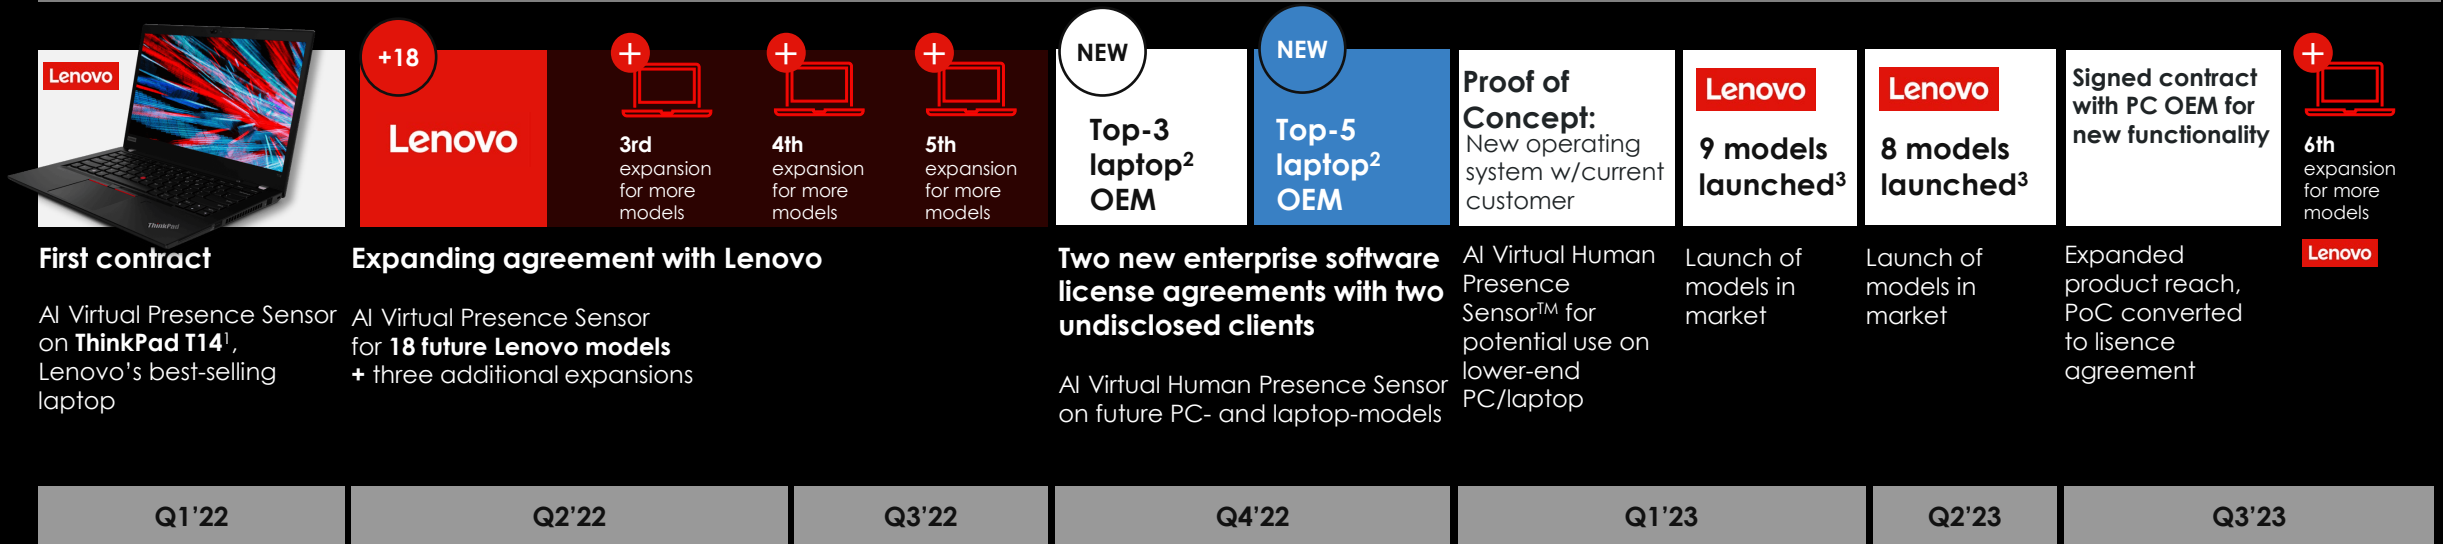 Lenovo
ThinkPad
First contract
AI Virtual Presence Sensor
on ThinkPad T14¹,
Lenovo's best-selling
laptop
+18
Lenovo
+
3rd
expansion
for more
models
+
4th
expansion
for more
models
+
5th
expansion
for more
models
Expanding agreement with Lenovo
AI Virtual Presence Sensor
for 18 future Lenovo models
+ three additional expansions
NEW
Top-3
laptop²
OEM
NEW
Top-5
laptop²
OEM
Two new enterprise software
license agreements with two
undisclosed clients
AI Virtual Human Presence Sensor
on future PC- and laptop-models
Proof of
Concept:
New operating
system w/current
customer
AI Virtual Human
Presence
Sensor™ for
potential use on
lower-end
PC/laptop
Lenovo
9 models
launched³
Launch of
models in
market
Lenovo
8 models
launched³
Launch of
models in
market
Signed contract
with PC OEM for
new functionality
Expanded
product reach,
PoC converted
to lisence
agreement
+
6th
expansion
for more
models
Lenovo
Q1'22
Q2'22
Q3'22
Q4'22
Q1'23
Q2'23
Q3'23